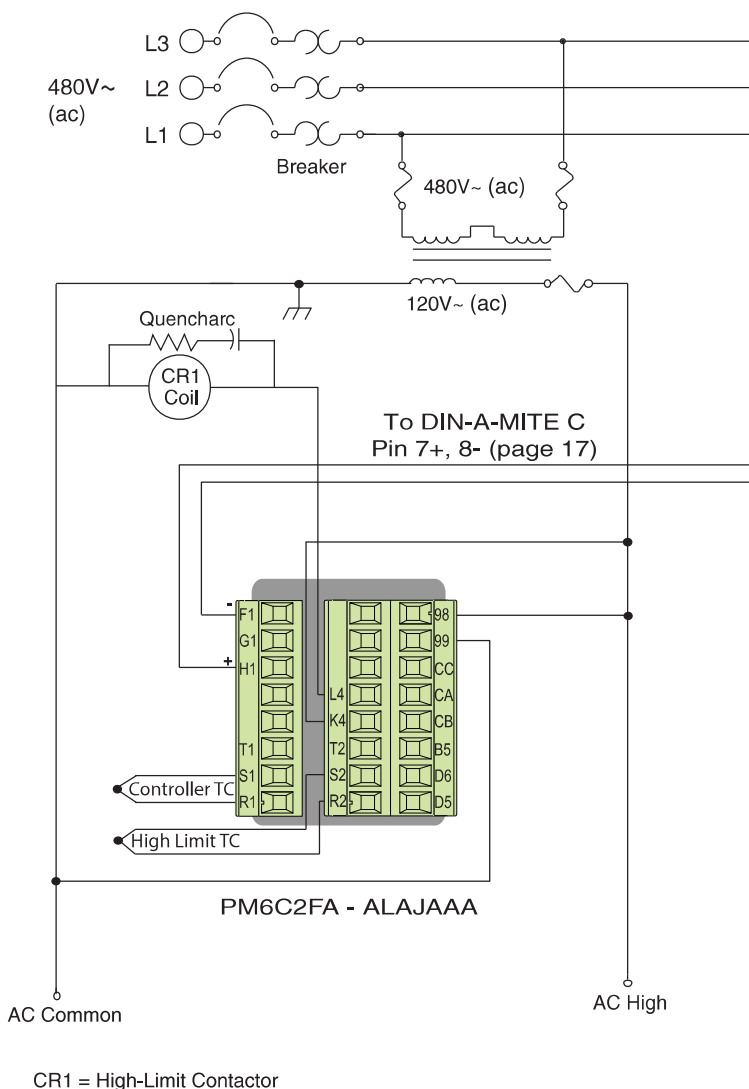 L3
480V~
(ac)
L2
L1
Breaker
480V~ (ac)
120V~ (ac)
Quencharc
CR1
Coil
To DIN-A-MITE C
Pin 7+, 8- (page 17)
-
F1
98
G1
99
+
H1
CC
L4
CA
K4
CB
T1
T2
B5
S1
S2
D6
Controller TC
R1
R2
D5
High Limit TC
PM6C2FA - ALAJAAA
AC Common
AC High
CR1 = High-Limit Contactor